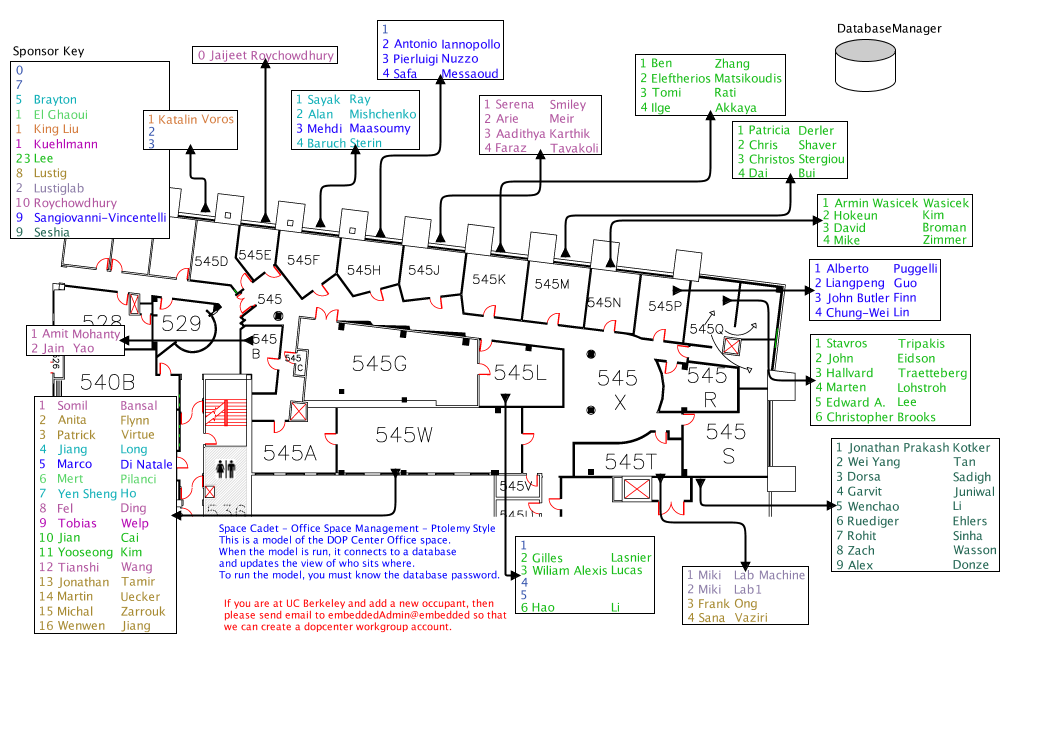 DatabaseManager
Sponsor Key
0
7
5 Brayton
1 El Ghaoui
1 King Liu
1 Kuehlmann
23 Lee
8 Lustig
2 Lustiglab
10 Roychowdhury
9 Sangiovanni-Vincentelli
9 Seshia
0 Jaijeet Roychowdhury
1
2 Antonio Iannopollo
3 Pierluigi Nuzzo
4 Safa Messaoud
1 Katalin Voros
2
3
1 Sayak Ray
2 Alan Mishchenko
3 Mehdi Maasoumy
4 Baruch Sterin
1 Serena Smiley
2 Arie Meir
3 Aadithya Karthik
4 Faraz Tavakoli
1 Ben Zhang
2 Eleftherios Matsikoudis
3 Tomi Rati
4 Ilge Akkaya
1 Patricia Derler
2 Chris Shaver
3 Christos Stergiou
4 Dai Bui
1 Armin Wasicek Wasicek
2 Hokeun Kim
3 David Broman
4 Mike Zimmer
1 Alberto Puggelli
2 Liangpeng Guo
3 John Butler Finn
4 Chung-Wei Lin
1 Stavros Tripakis
2 John Eidson
3 Hallvard Traetteberg
4 Marten Lohstroh
5 Edward A. Lee
6 Christopher Brooks
1 Jonathan Prakash Kotker
2 Wei Yang Tan
3 Dorsa Sadigh
4 Garvit Juniwal
5 Wenchao Li
6 Ruediger Ehlers
7 Rohit Sinha
8 Zach Wasson
9 Alex Donze
545D
545E
545F
545H
545J
545K
545M
545N
545P
545Q
545
528
529
545
B
545
C
545G
545L
545
X
545
R
540B
1 Amit Mohanty
2 Jain Yao
545A
545W
545T
545
S
545V
1 Somil Bansal
2 Anita Flynn
3 Patrick Virtue
4 Jiang Long
5 Marco Di Natale
6 Mert Pilanci
7 Yen Sheng Ho
8 Fel Ding
9 Tobias Welp
10 Jian Cai
11 Yooseong Kim
12 Tianshi Wang
13 Jonathan Tamir
14 Martin Uecker
15 Michal Zarrouk
16 Wenwen Jiang
Space Cadet - Office Space Management - Ptolemy Style
This is a model of the DOP Center Office space.
When the model is run, it connects to a database
and updates the view of who sits where.
To run the model, you must know the database password.
If you are at UC Berkeley and add a new occupant, then
please send email to embeddedAdmin@embedded so that
we can create a dopcenter workgroup account.
1
2 Gilles Lasnier
3 Wiliam Alexis Lucas
4
5
6 Hao Li
1 Miki Lab Machine
2 Miki Lab1
3 Frank Ong
4 Sana Vaziri